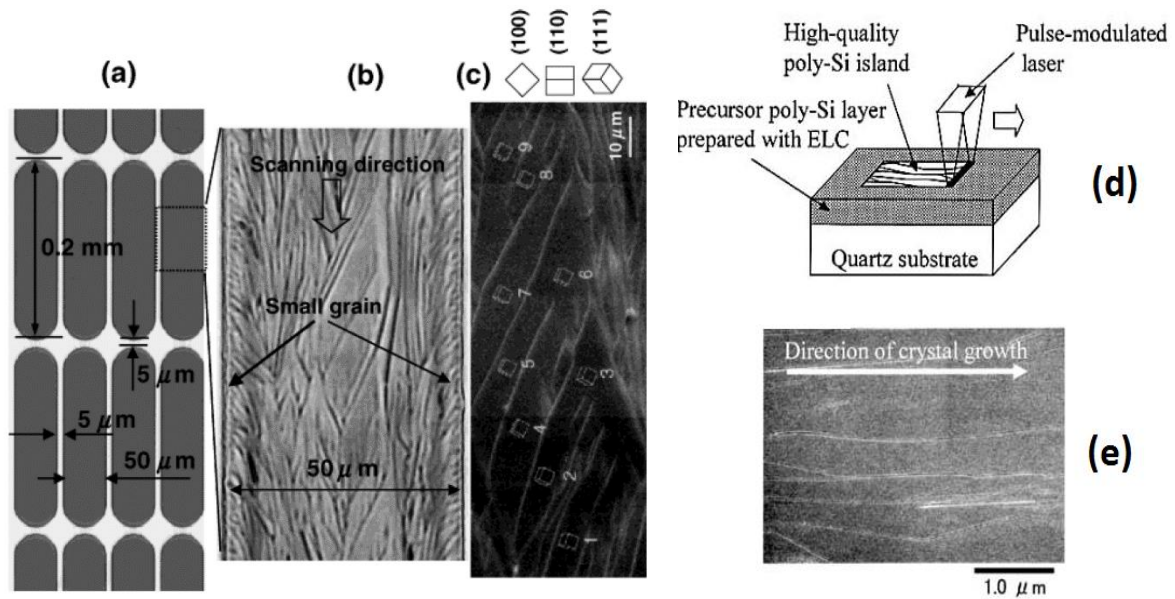 (a)
0.2 mm
5 μm
5 μm
50 μm
(b)
Scanning direction
Small grain
50 μm
(c)
(100)
(110)
(111)
10 μm
9
8
7
6
5
4
3
2
1
High-quality
poly-Si island
Pulse-modulated
laser
Precursor poly-Si layer
prepared with ELC
Quartz substrate
(d)
Direction of crystal growth
(e)
1.0 μm